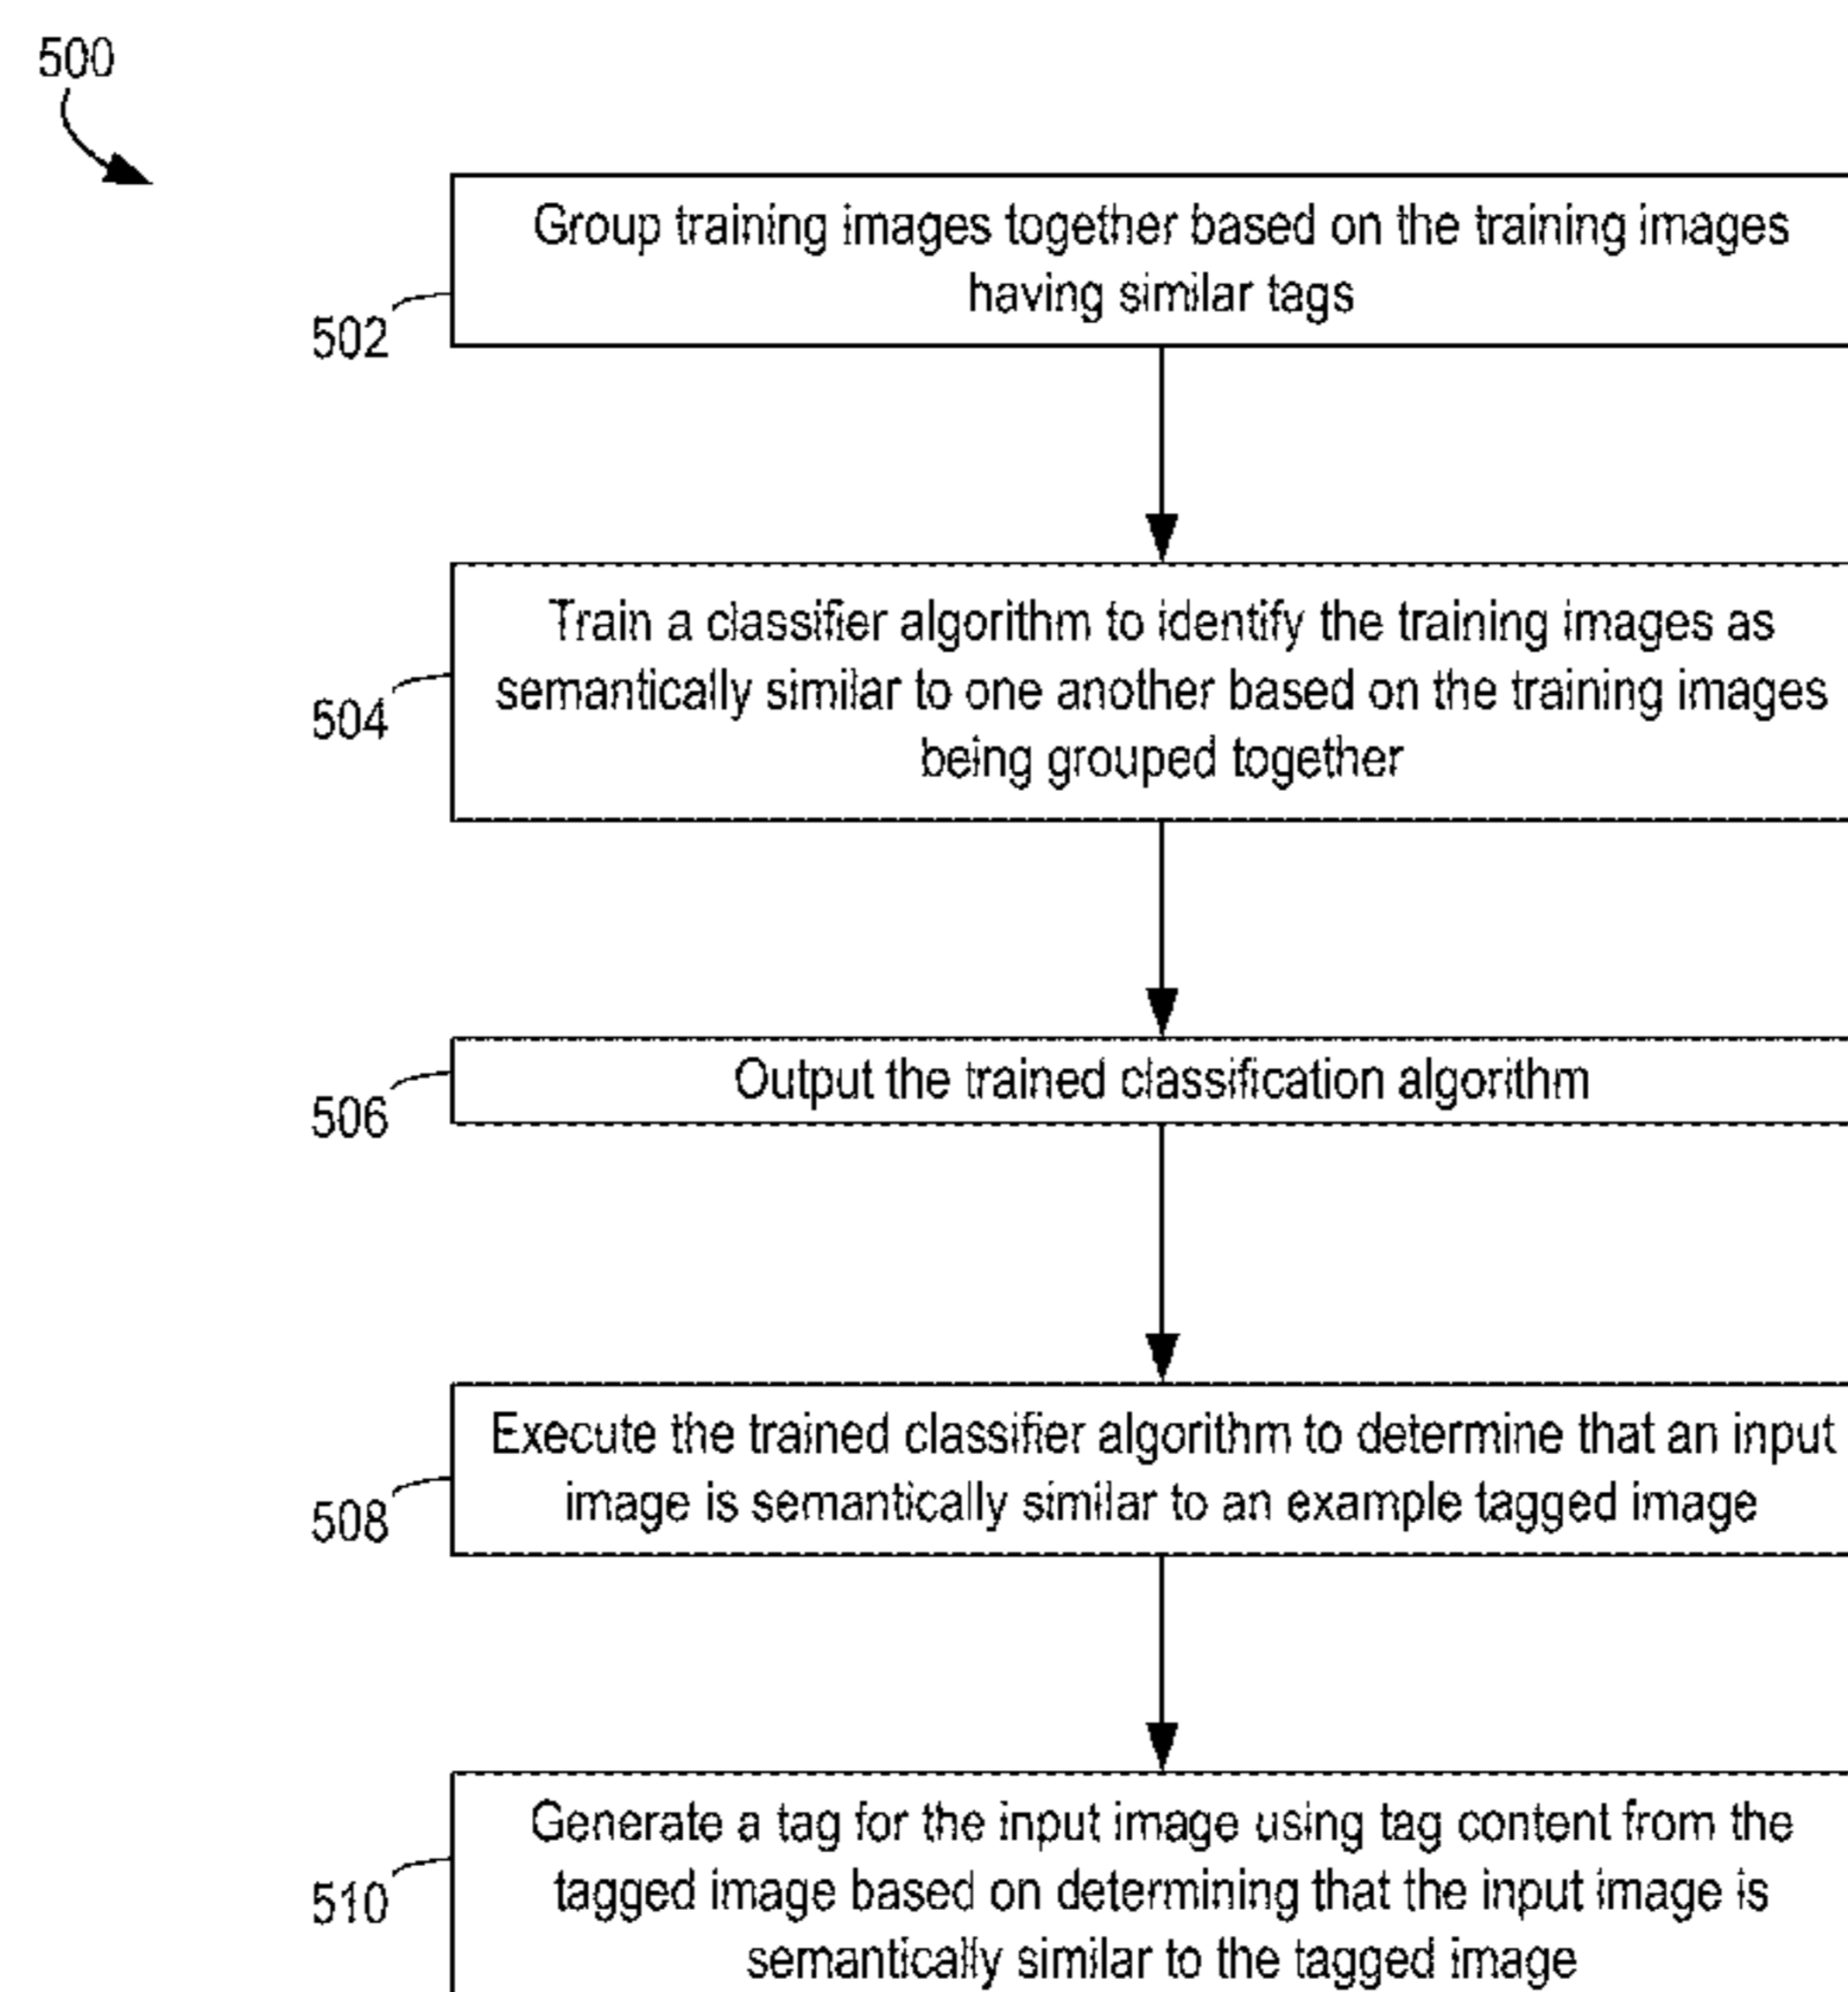 500
Group training images together based on the training images
having similar tags
502
Train a classifier algorithm to identify the training images as
semantically similar to one another based on the training images
being grouped together
504
Output the trained classification algorithm
506
Execute the trained classifier algorithm to determine that an input
image is semantically similar to an example tagged image
508
Generate a tag for the input image using tag content from the
tagged image based on determining that the input image is
semantically similar to the tagged image
510